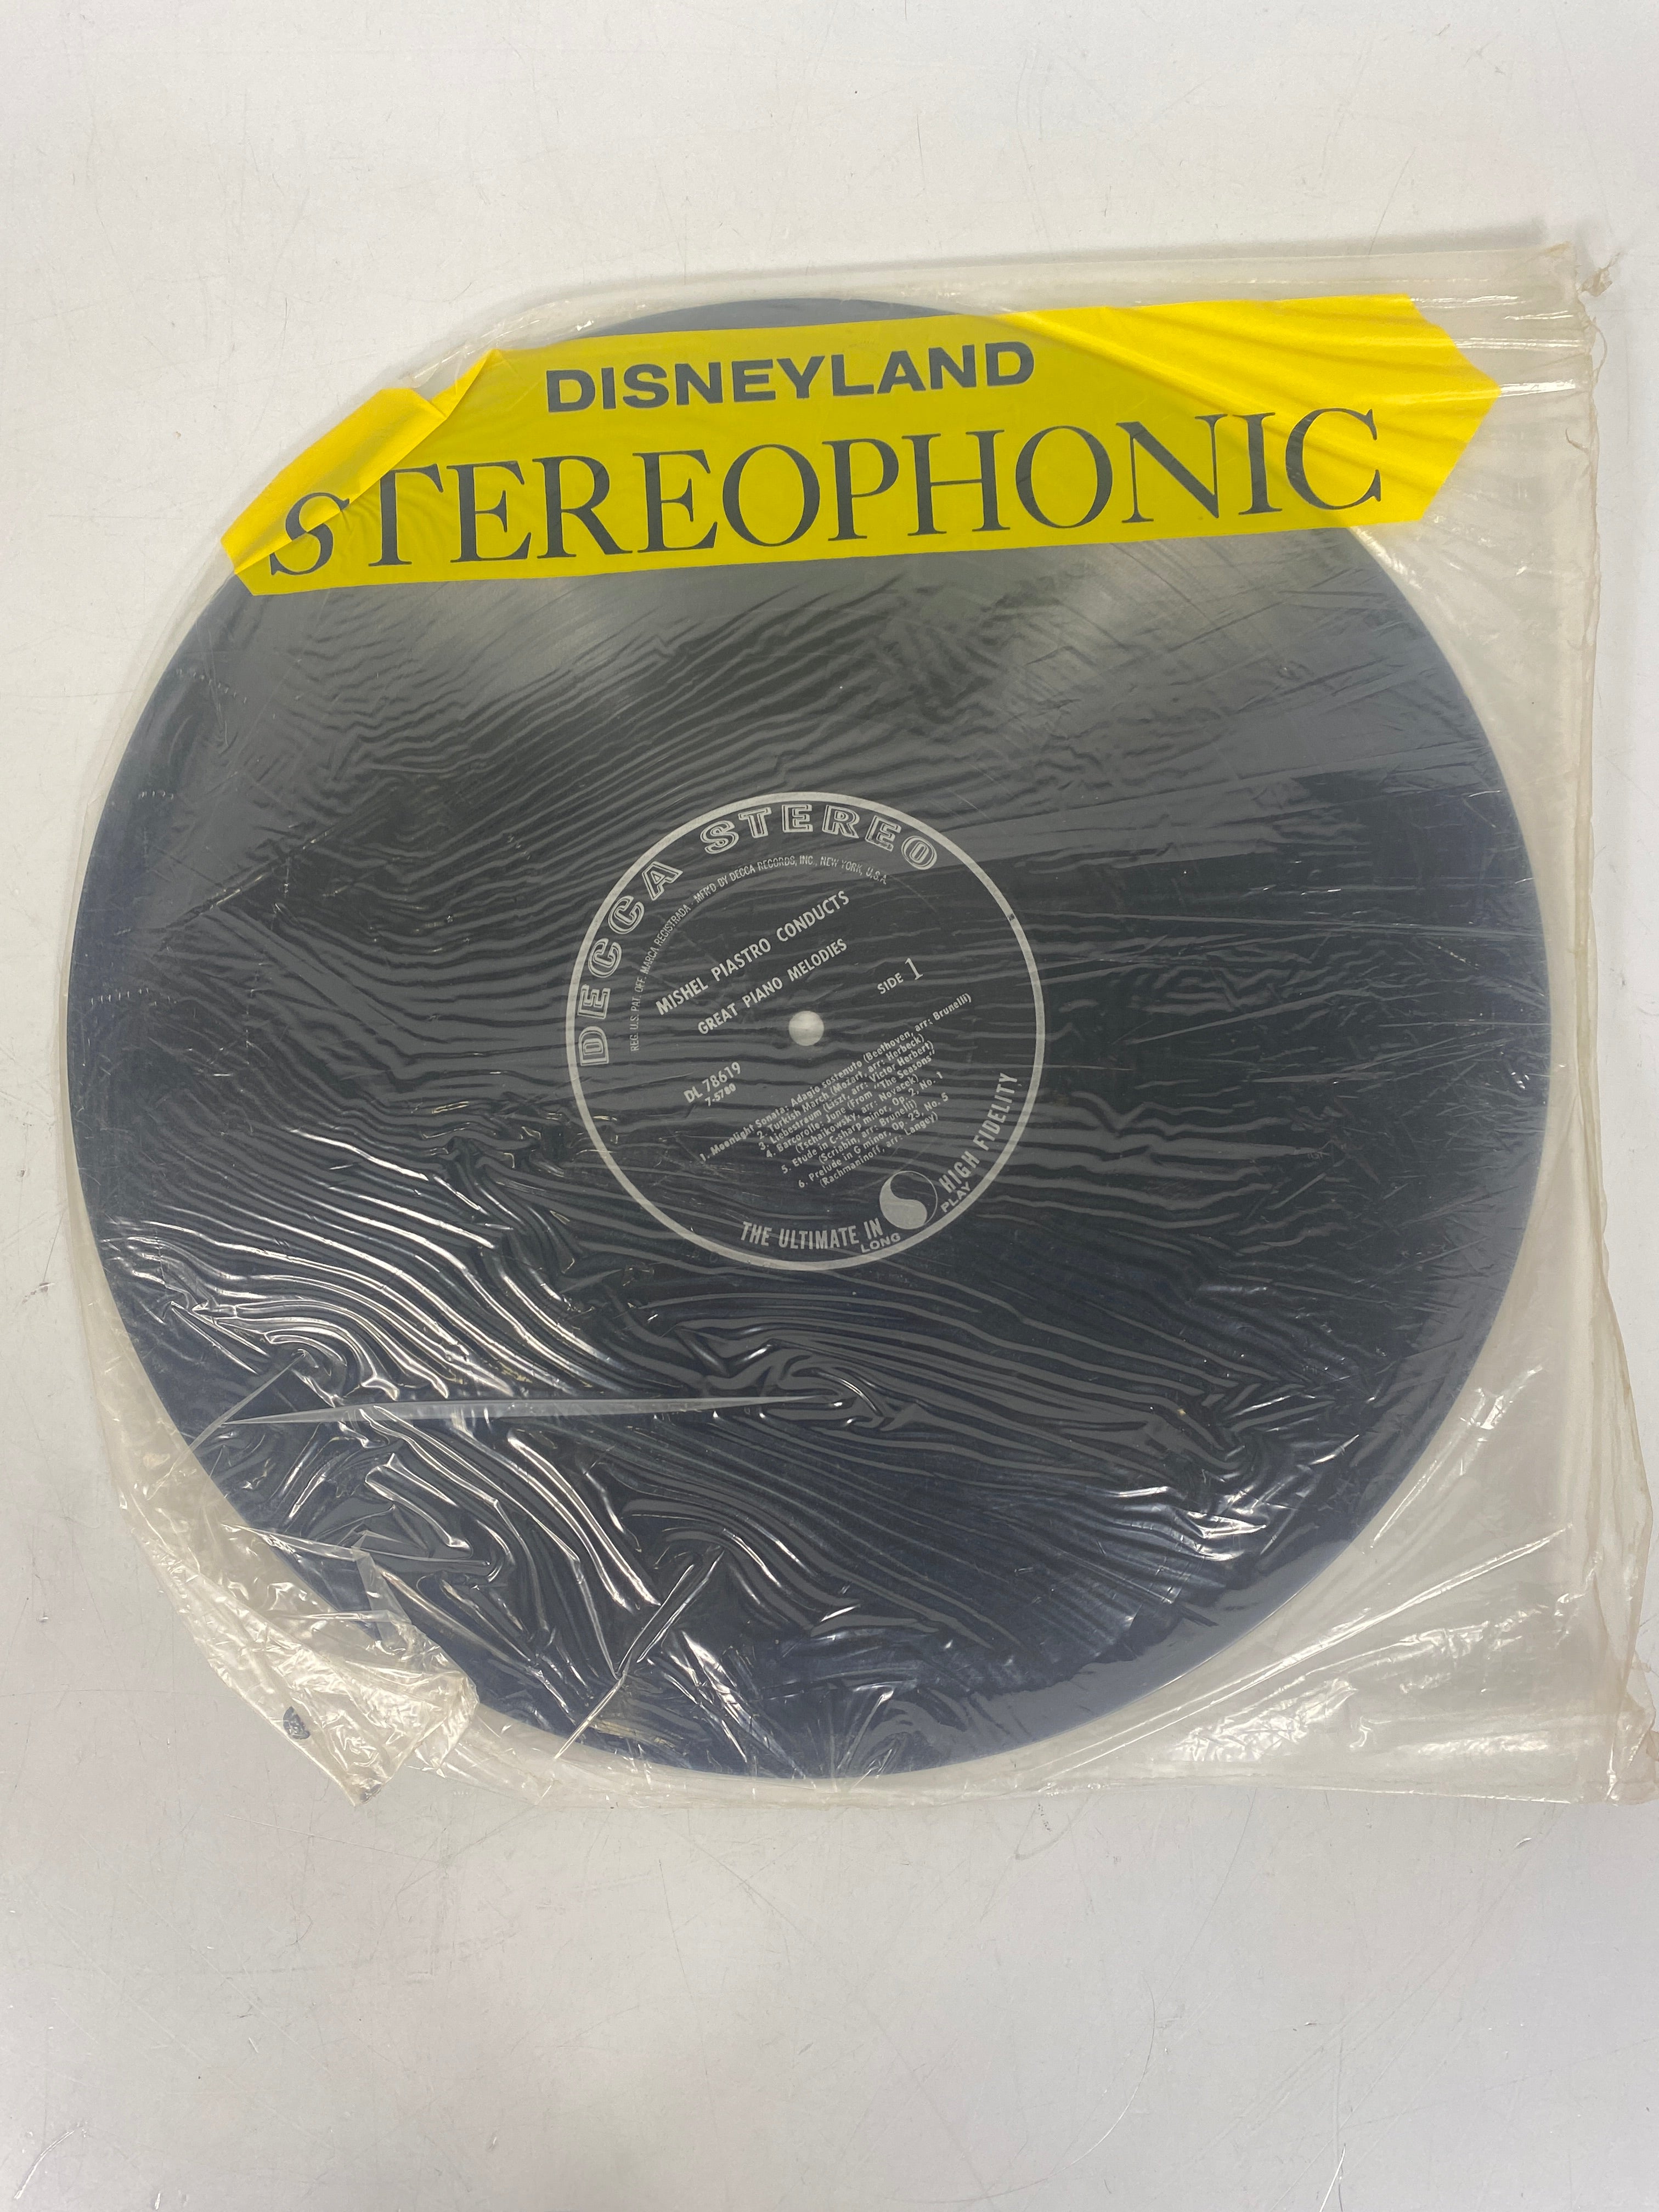 DISNEYLAND
STEREOPHONIC
DECCA STEREO
REG. U.S. PAT. OFF. MARCA REGISTRADA MFR'D BY DECCA RECORDS, INC., NEW YORK, U.S.A.
MISHEL PIASTRO CONDUCTS
GREAT PIANO MELODIES
SIDE 1
DL 78619
7-5780
1. Moonlight Sonata: Adagio sostenuto (Beethoven, arr: Brunelli)
2. Turkish March (Mozart, arr: Herbeck)
3. Liebestraum (Liszt, arr: Victor Herbert)
4. Barcarolle: June (From "The Seasons"
(Tschaikowsky, arr: Novacek)
5. Etude in C-sharp minor, Op. 2, No. 1
(Scriabin, arr: Brunelli)
6. Prelude in G minor, Op. 23, No. 5
(Rachmaninoff, arr: Langey)
THE ULTIMATE IN HIGH FIDELITY
LONG PLAY